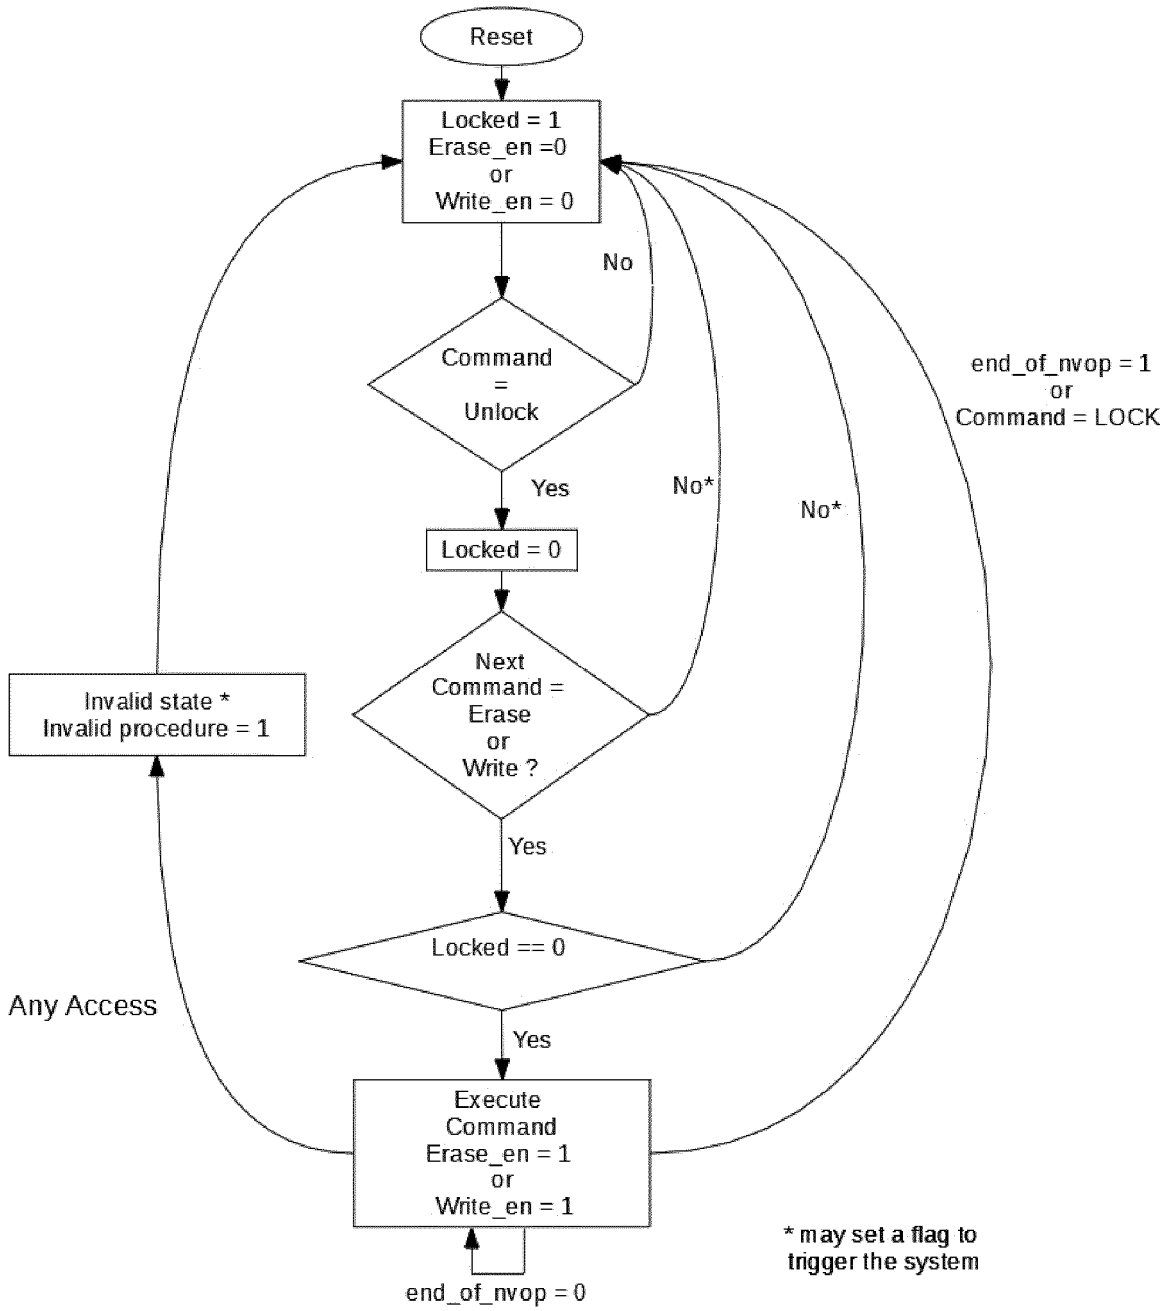 Reset
Locked = 1
Erase_en =0
or
Write_en = 0
No
Command
=
Unlock
end_of_nvop = 1
or
Command = LOCK
Yes
No*
No*
Locked = 0
Next
Command =
Erase
or
Write ?
Invalid state *
Invalid procedure = 1
Yes
Locked == 0
Any Access
Yes
Execute
Command
Erase_en = 1
or
Write_en = 1
* may set a flag to
trigger the system
end_of_nvop = 0